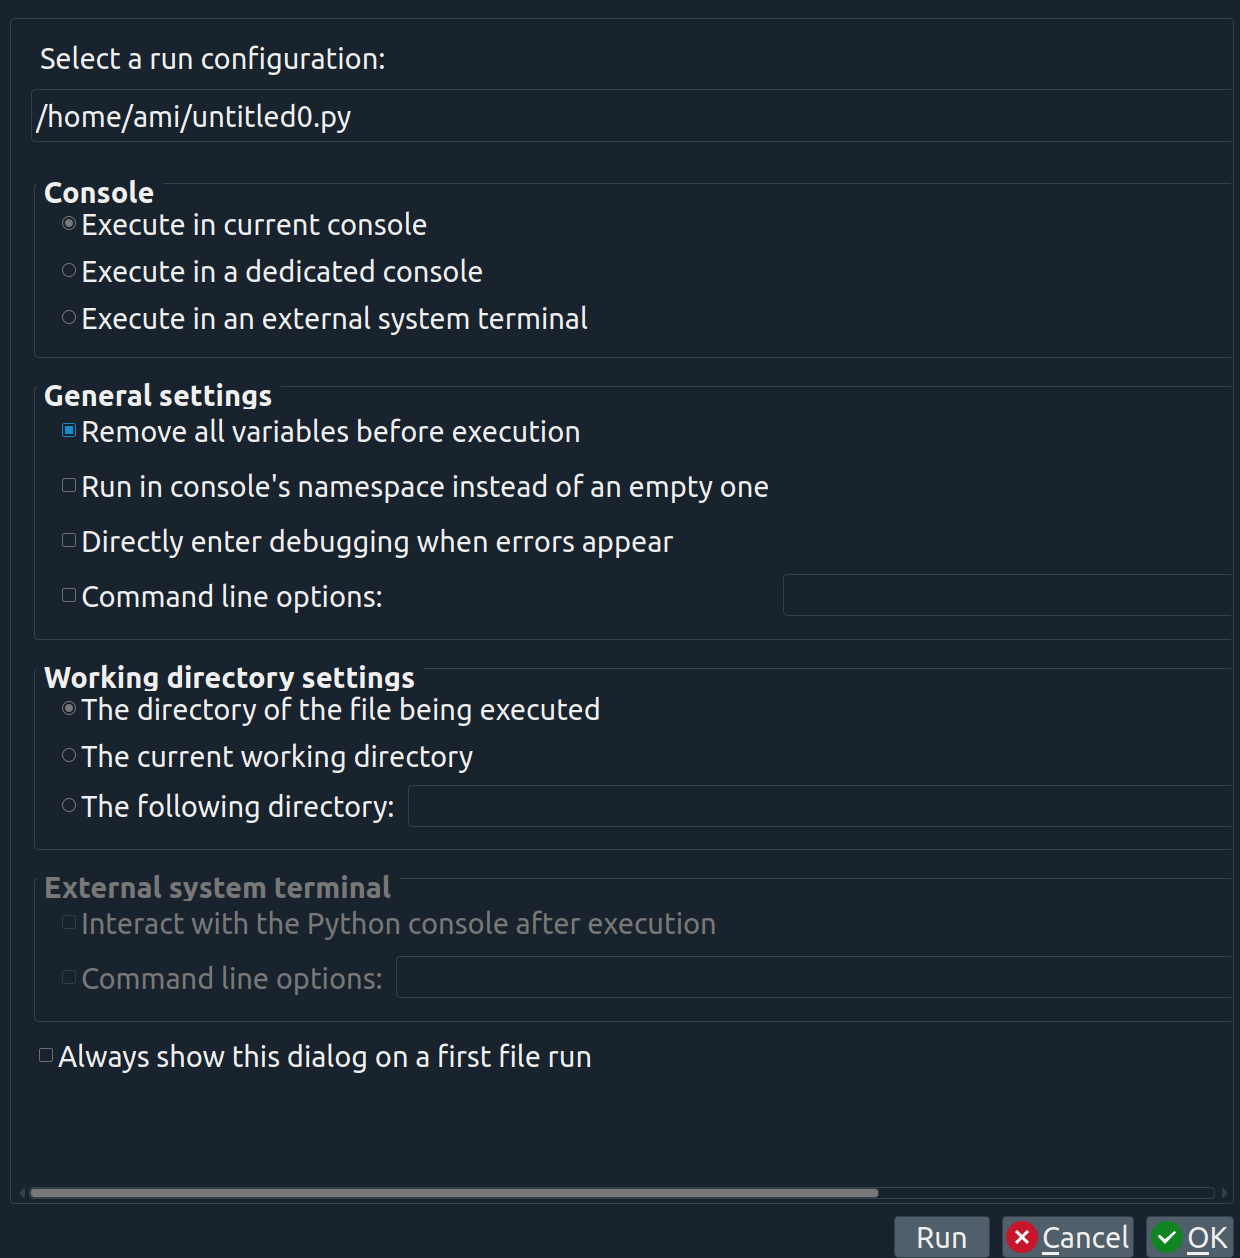 Select a run configuration:
/home/ami/untitled0.py
Console
Execute in current console
Execute in a dedicated console
Execute in an external system terminal
General settings
Remove all variables before execution
Run in console's namespace instead of an empty one
Directly enter debugging when errors appear
Command line options:
Working directory settings
The directory of the file being executed
The current working directory
The following directory:
External system terminal
Interact with the Python console after execution
Command line options:
Always show this dialog on a first file run
Run Cancel OK